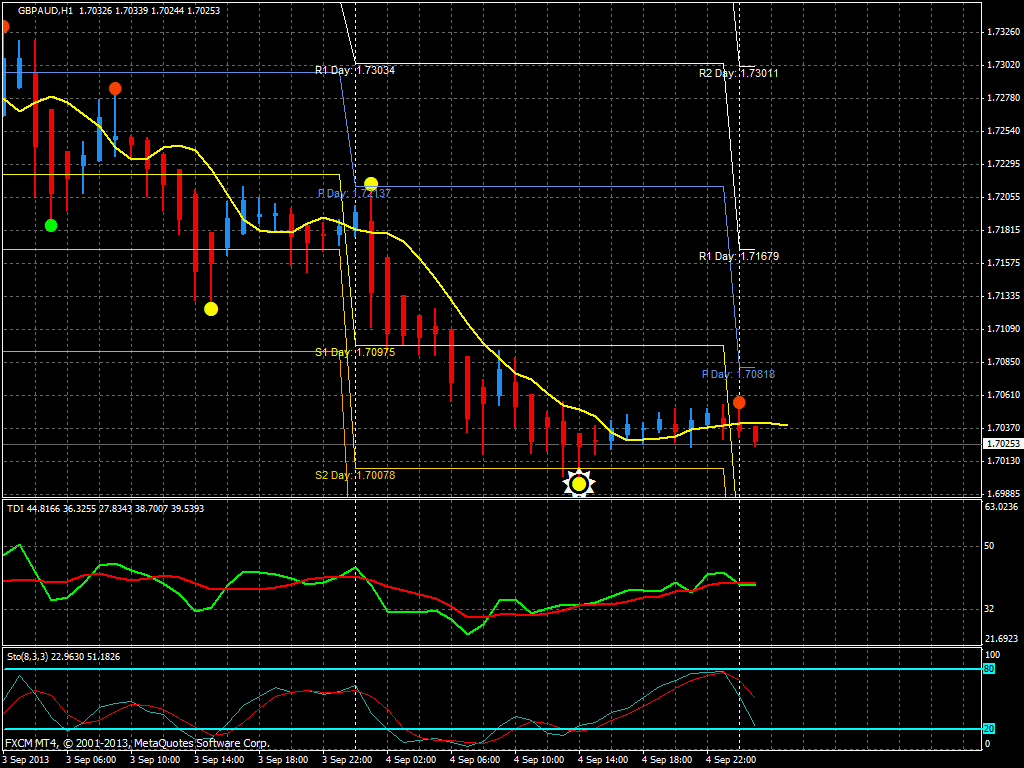 GBPAUD,H1 1.70326 1.70339 1.70244 1.70253
R1 Day: 1.73034
R2 Day: 1.73011
P Day: 1.72137
R1 Day: 1.71679
S1 Day: 1.70975
P Day: 1.70818
S2 Day: 1.70078
1.73260
1.73020
1.72780
1.72540
1.72295
1.72055
1.71815
1.71575
1.71335
1.71090
1.70850
1.70610
1.70370
1.70253
1.70130
1.69885
TDI 44.8166 36.3255 27.8343 38.7007 39.5393
63.0236
50
32
21.6923
Sto(8,3,3) 22.9630 51.1826
100
80
20
0
FXCM MT4, © 2001-2013, MetaQuotes Software Corp.
3 Sep 2013 3 Sep 06:00 3 Sep 10:00 3 Sep 14:00 3 Sep 18:00 3 Sep 22:00 4 Sep 02:00 4 Sep 06:00 4 Sep 10:00 4 Sep 14:00 4 Sep 18:00 4 Sep 22:00